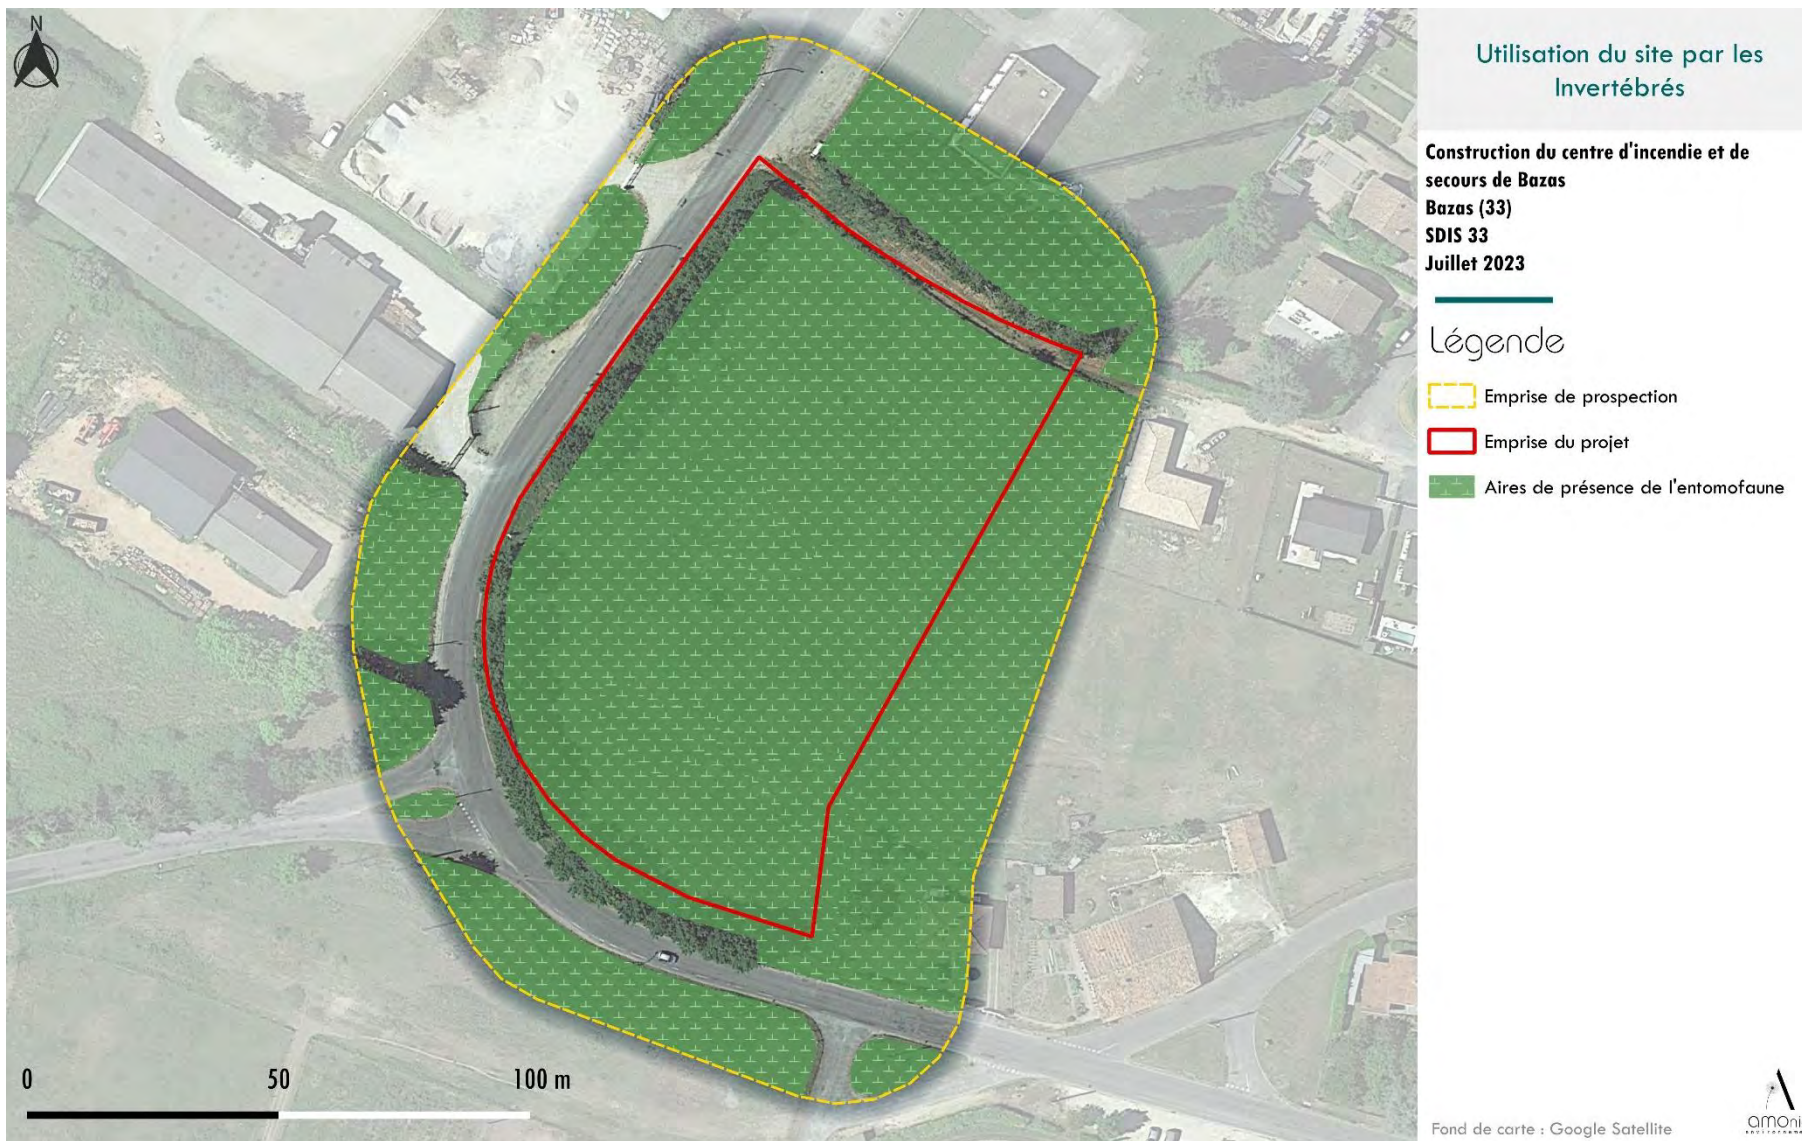 N
Utilisation du site par les
Invertébrés
Construction du centre d'incendie et de
secours de Bazas
Bazas (33)
SDIS 33
Juillet 2023
Légende
Emprise de prospection
Emprise du projet
Aires de présence de l'entomofaune
0 50 100 m
Fond de carte : Google Satellite
amoni